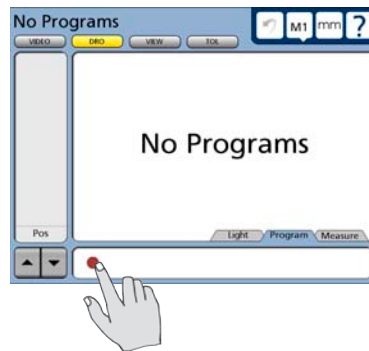 No Programs
M1 mm ?
VIDEO DRO VIEW TOL
No Programs
Pos
Light Program Measure